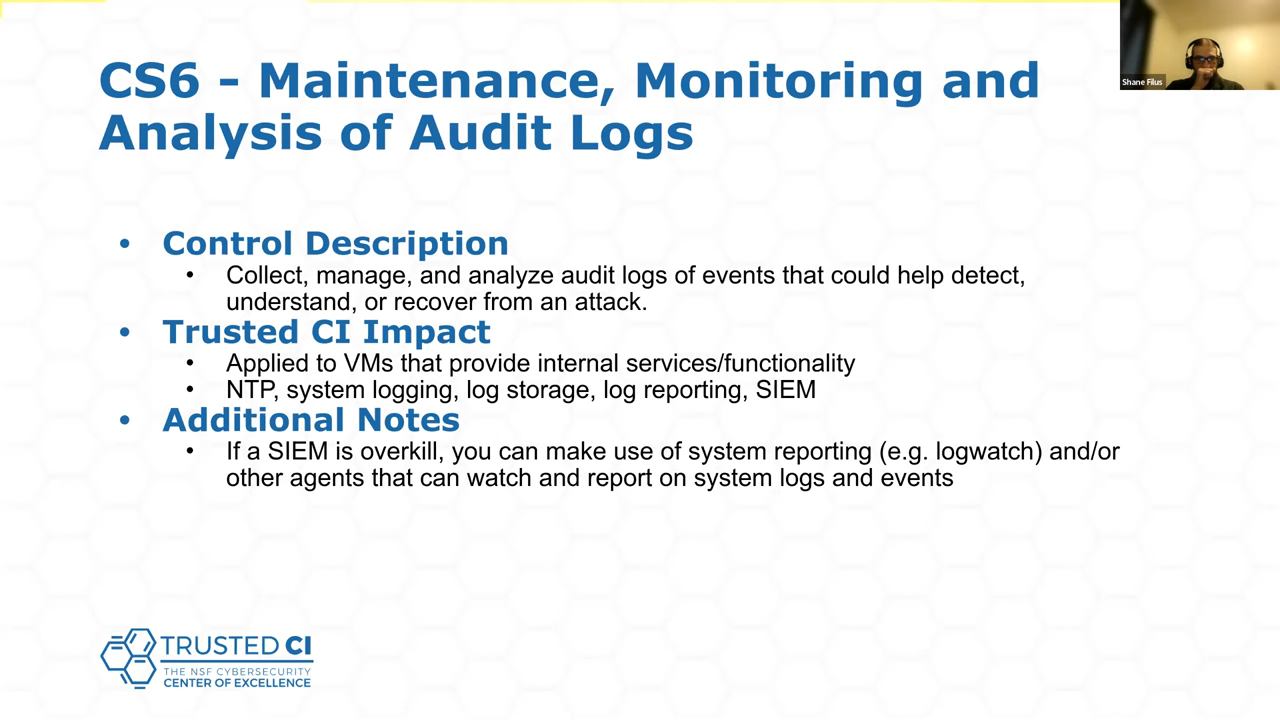 CS6 - Maintenance, Monitoring and
Analysis of Audit Logs
Shane Filus
• Control Description
• Collect, manage, and analyze audit logs of events that could help detect,
understand, or recover from an attack.
• Trusted CI Impact
• Applied to VMs that provide internal services/functionality
• NTP, system logging, log storage, log reporting, SIEM
• Additional Notes
• If a SIEM is overkill, you can make use of system reporting (e.g. logwatch) and/or
other agents that can watch and report on system logs and events
TRUSTED CI
THE NSF CYBERSECURITY
CENTER OF EXCELLENCE